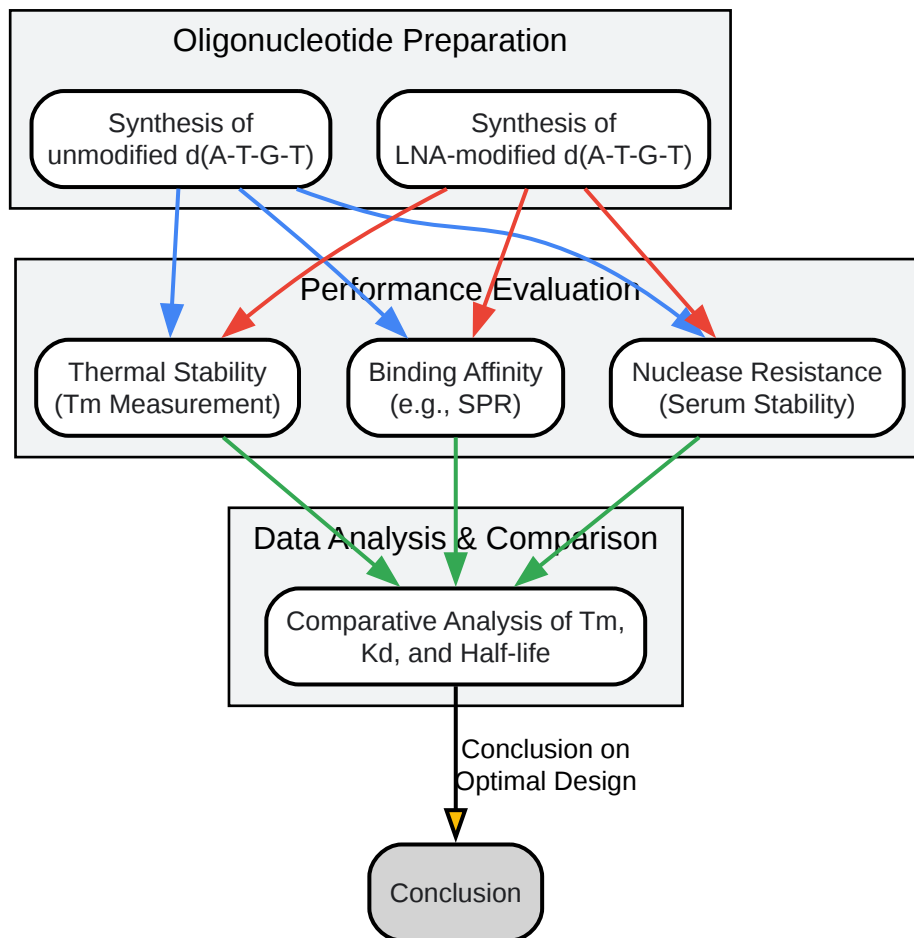 Oligonucleotide Preparation
Synthesis of
unmodified d(A-T-G-T)
Synthesis of
LNA-modified d(A-T-G-T)
Performance Evaluation
Thermal Stability
(Tm Measurement)
Binding Affinity
(e.g., SPR)
Nuclease Resistance
(Serum Stability)
Data Analysis & Comparison
Comparative Analysis of Tm,
Kd, and Half-life
Conclusion on
Optimal Design
Conclusion